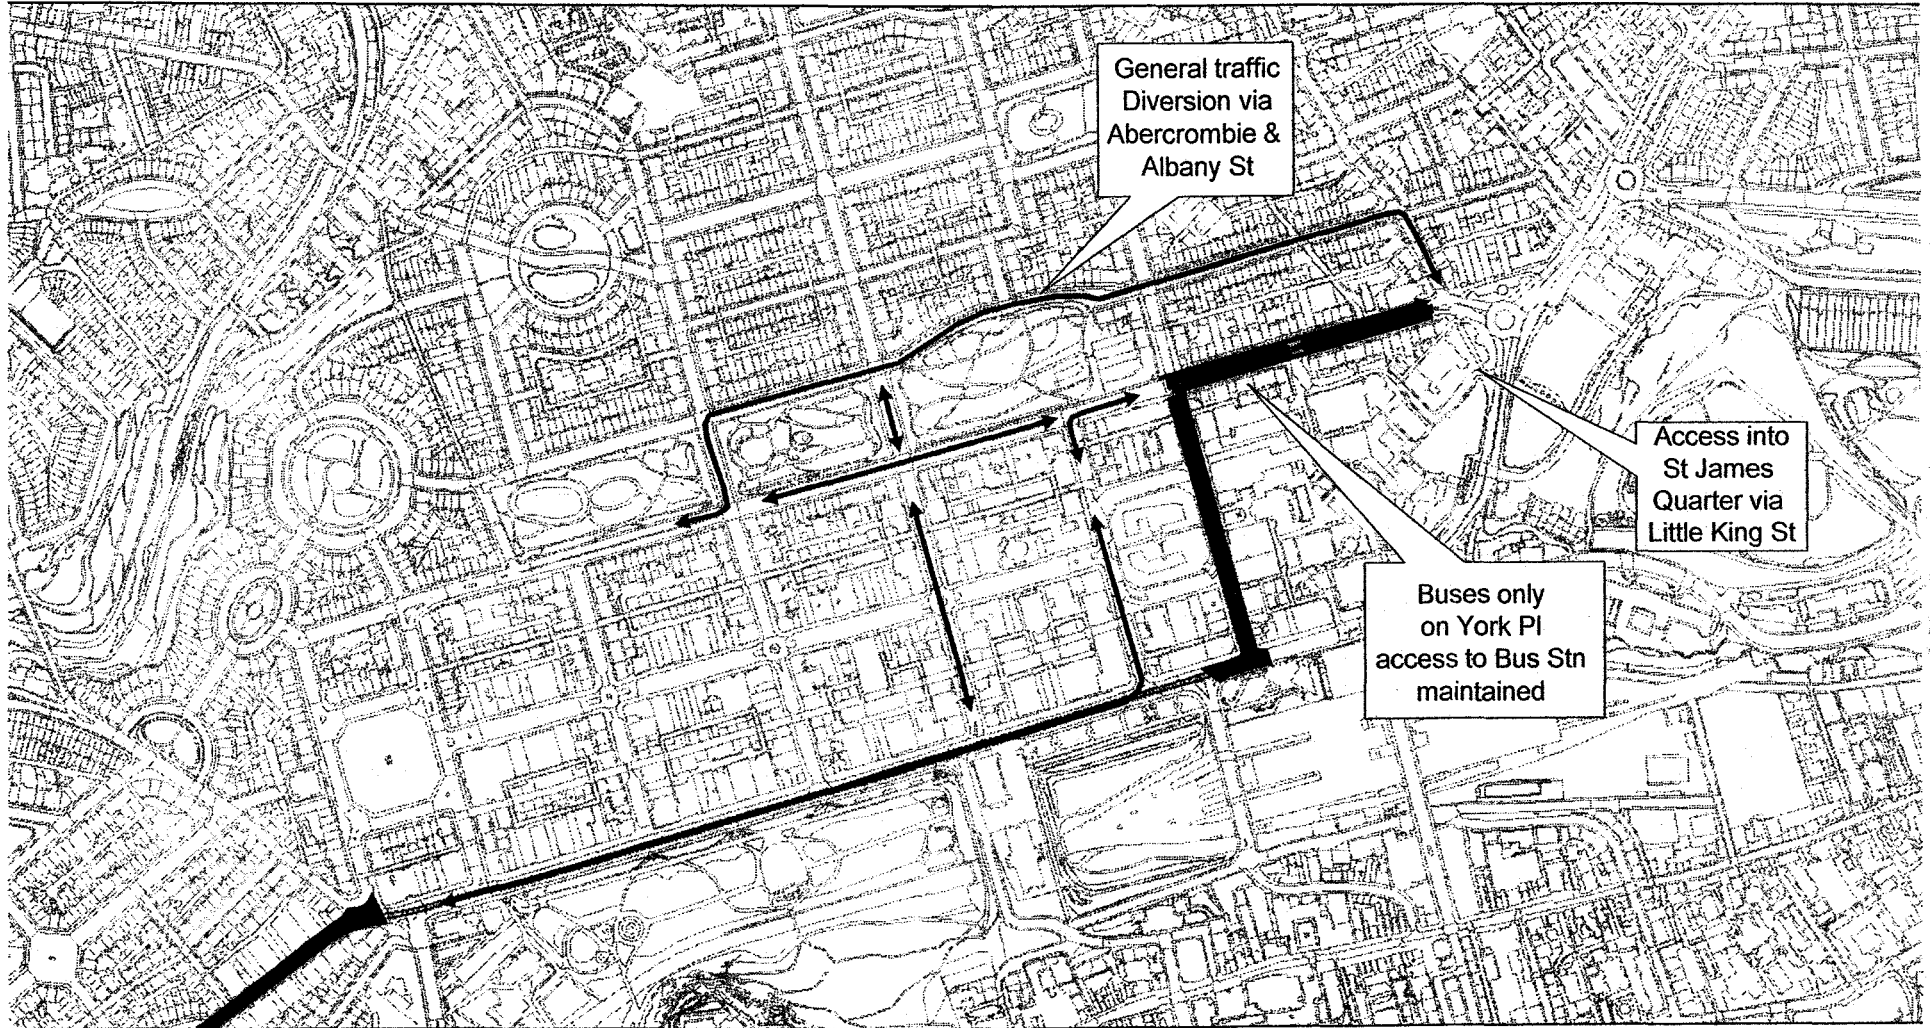 General traffic
Diversion via
Abercrombie &
Albany St
Access into
St James
Quarter via
Little King St
Buses only
on York Pl
access to Bus Stn
maintained